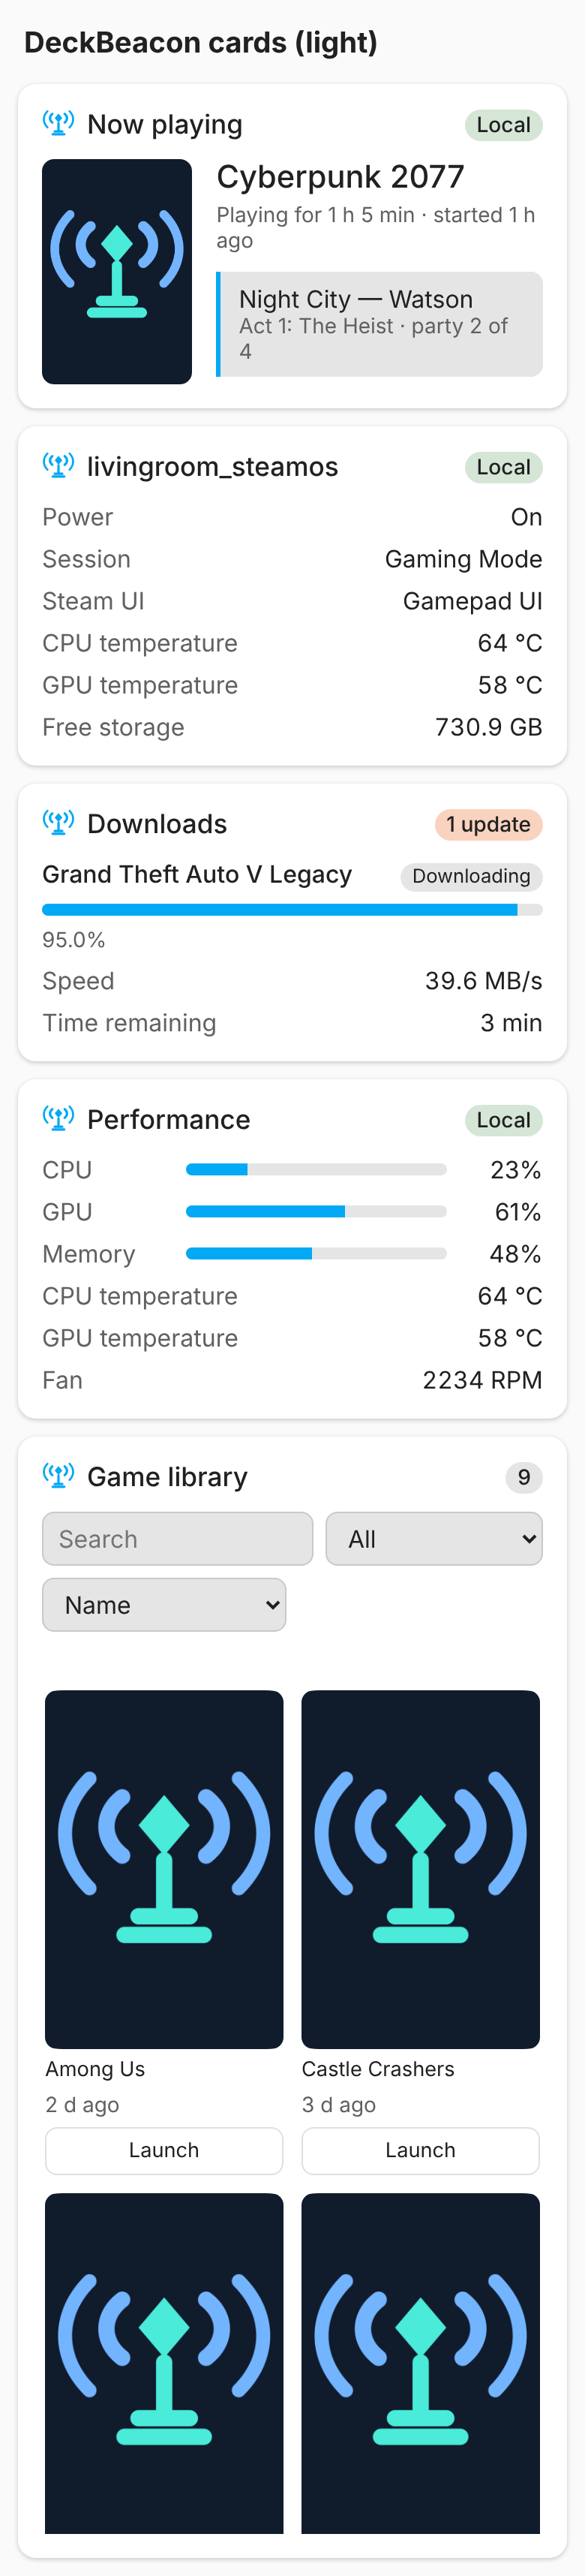 DeckBeacon cards (light)
Now playing
Local
Cyberpunk 2077
Playing for 1 h 5 min · started 1 h
ago
Night City — Watson
Act 1: The Heist · party 2 of
4
livingroom_steamos
Local
Power
On
Session
Gaming Mode
Steam UI
Gamepad UI
CPU temperature
64 °C
GPU temperature
58 °C
Free storage
730.9 GB
Downloads
1 update
Grand Theft Auto V Legacy
Downloading
95.0%
Speed
39.6 MB/s
Time remaining
3 min
Performance
Local
CPU
23%
GPU
61%
Memory
48%
CPU temperature
64 °C
GPU temperature
58 °C
Fan
2234 RPM
Game library
9
Search
All
Name
Among Us
Castle Crashers
2 d ago
3 d ago
Launch
Launch